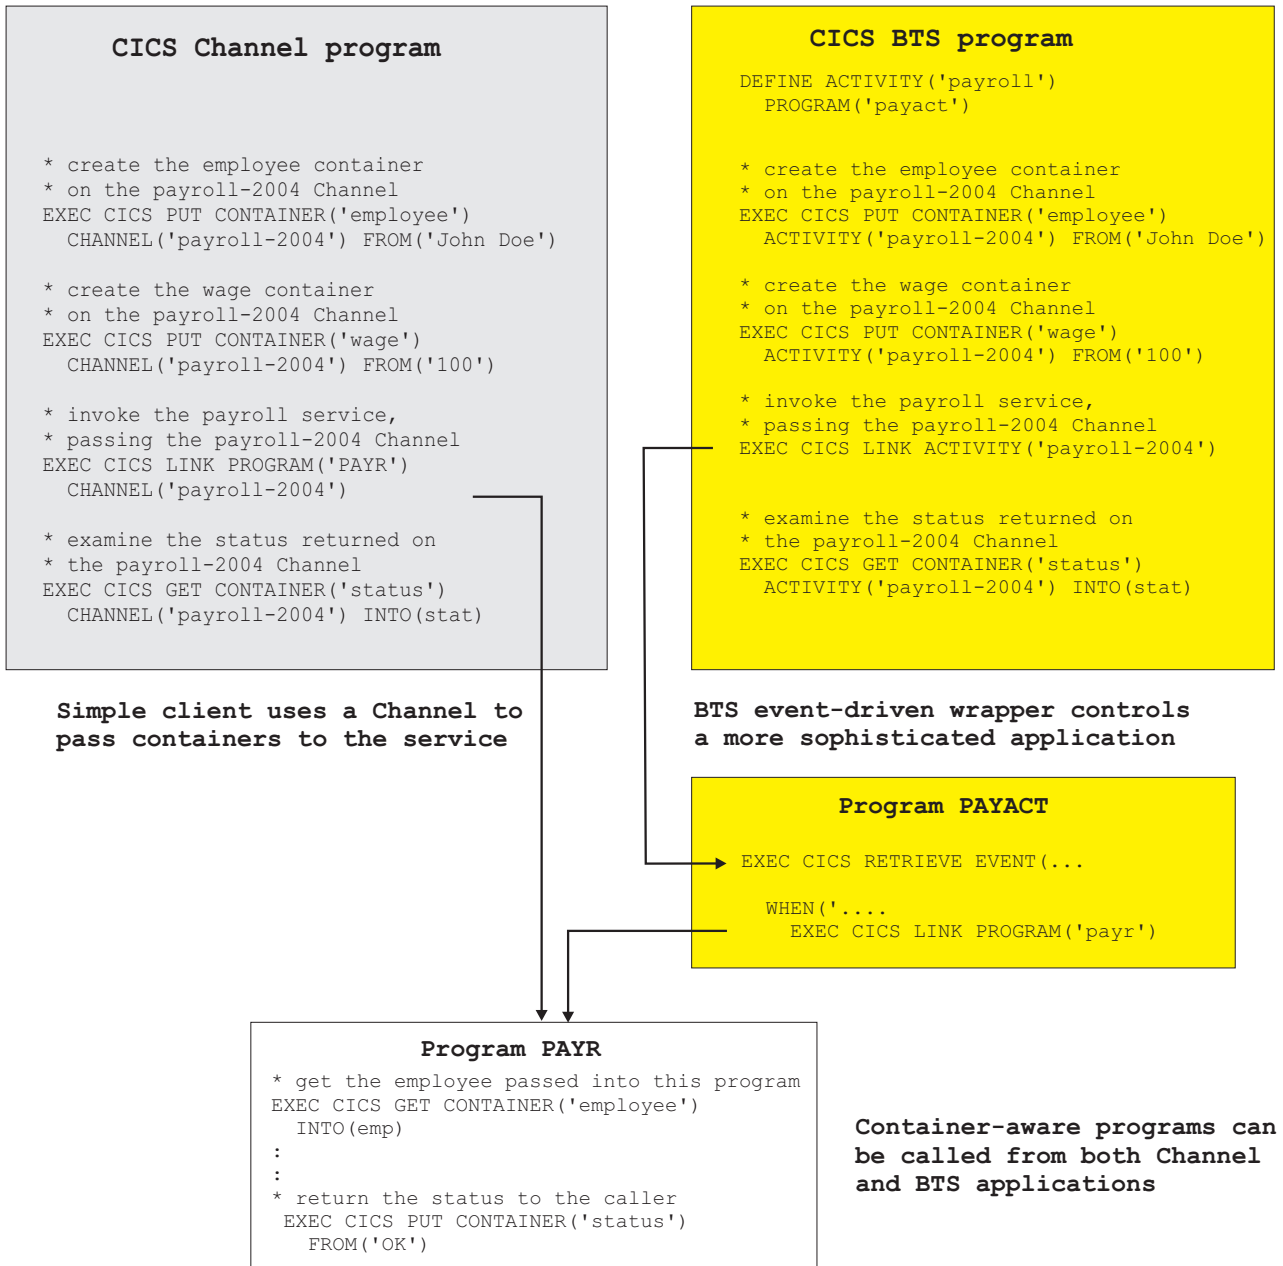 CICS Channel program
* create the employee container
* on the payroll-2004 Channel
EXEC CICS PUT CONTAINER('employee')
CHANNEL('payroll-2004') FROM('John Doe')
* create the wage container
* on the payroll-2004 Channel
EXEC CICS PUT CONTAINER('wage')
CHANNEL('payroll-2004') FROM('100')
* invoke the payroll service,
* passing the payroll-2004 Channel
EXEC CICS LINK PROGRAM('PAYR')
CHANNEL('payroll-2004')
* examine the status returned on
* the payroll-2004 Channel
EXEC CICS GET CONTAINER('status')
CHANNEL('payroll-2004') INTO(stat)
Simple client uses a Channel to
pass containers to the service
CICS BTS program
DEFINE ACTIVITY('payroll')
PROGRAM('payact')
* create the employee container
* on the payroll-2004 Channel
EXEC CICS PUT CONTAINER('employee')
ACTIVITY('payroll-2004') FROM('John Doe')
* create the wage container
* on the payroll-2004 Channel
EXEC CICS PUT CONTAINER('wage')
ACTIVITY('payroll-2004') FROM('100')
* invoke the payroll service,
* passing the payroll-2004 Channel
EXEC CICS LINK ACTIVITY('payroll-2004')
* examine the status returned on
* the payroll-2004 Channel
EXEC CICS GET CONTAINER('status')
ACTIVITY('payroll-2004') INTO(stat)
BTS event-driven wrapper controls
a more sophisticated application
Program PAYACT
EXEC CICS RETRIEVE EVENT(...
WHEN('....
EXEC CICS LINK PROGRAM('payr')
Program PAYR
* get the employee passed into this program
EXEC CICS GET CONTAINER('employee')
INTO(emp)
:
:
* return the status to the caller
EXEC CICS PUT CONTAINER('status')
FROM('OK')
Container-aware programs can
be called from both Channel
and BTS applications